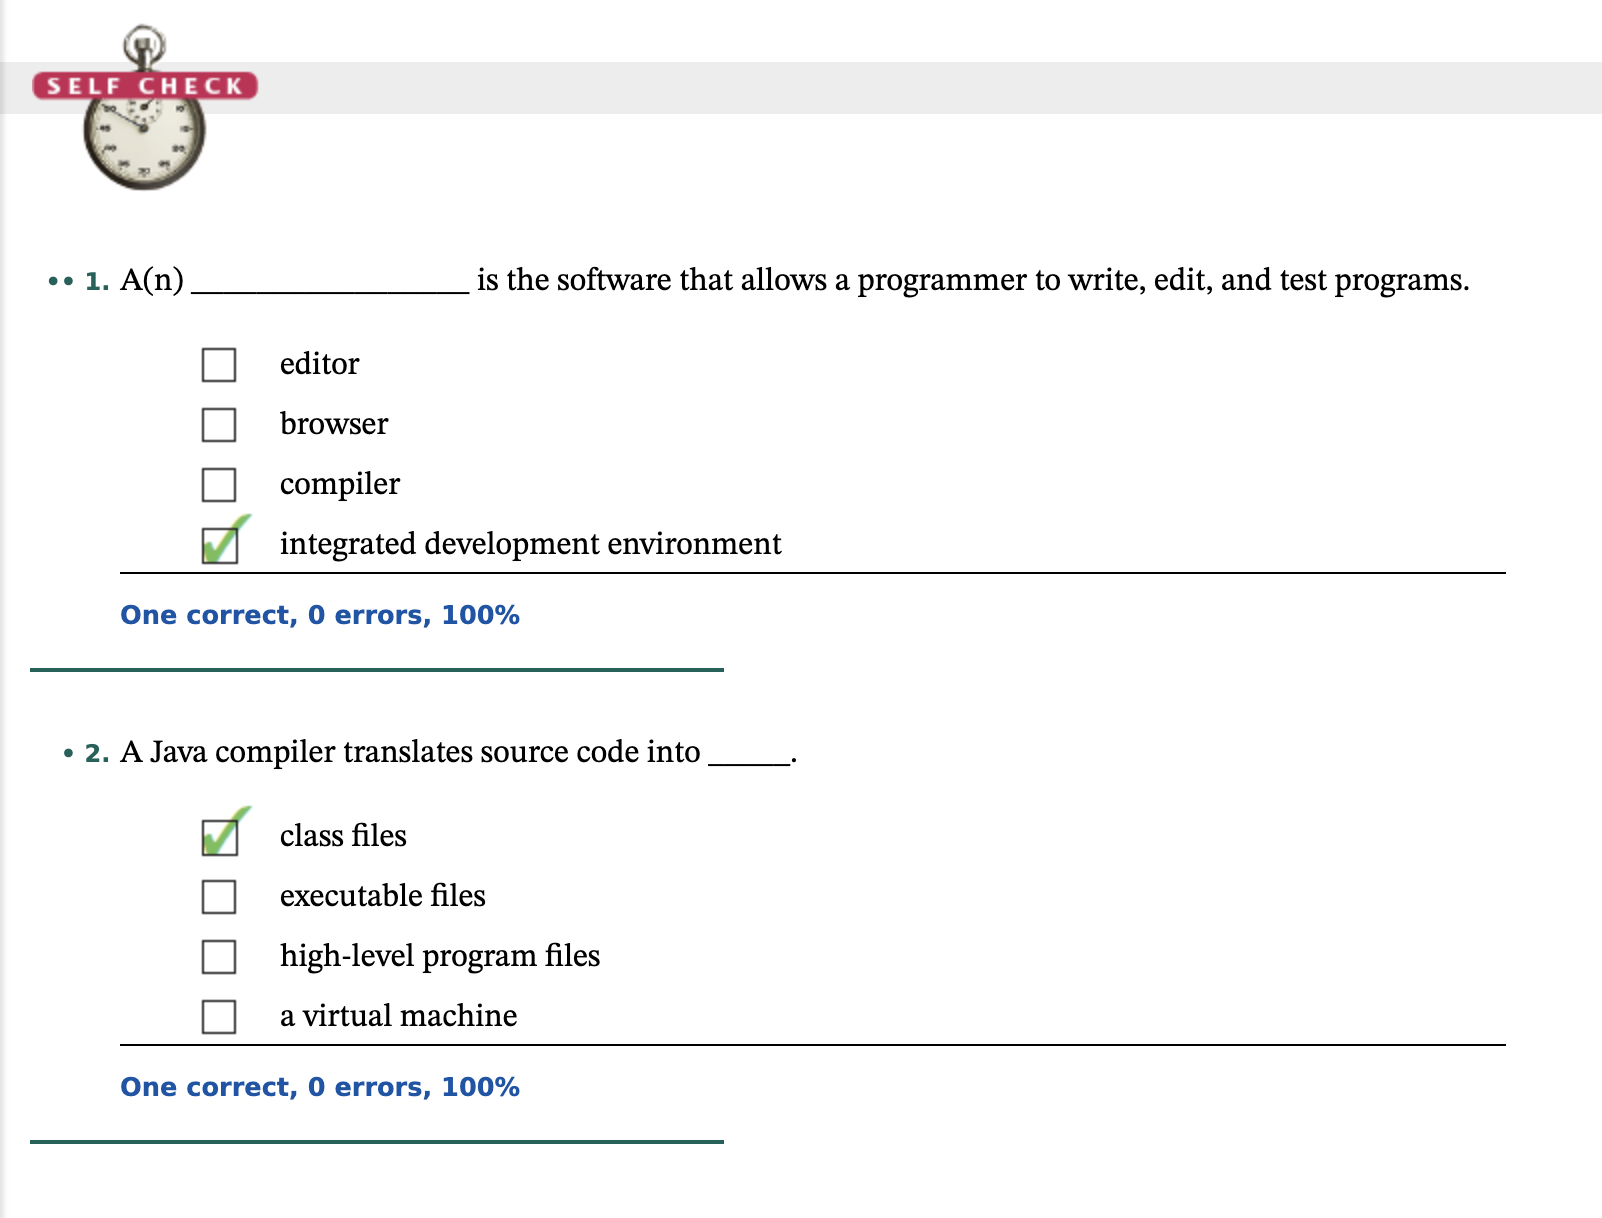 SELF CHECK
•• 1. A(n) _________________ is the software that allows a programmer to write, edit, and test programs.
editor
browser
compiler
integrated development environment
One correct, 0 errors, 100%
• 2. A Java compiler translates source code into _____.
class files
executable files
high-level program files
a virtual machine
One correct, 0 errors, 100%